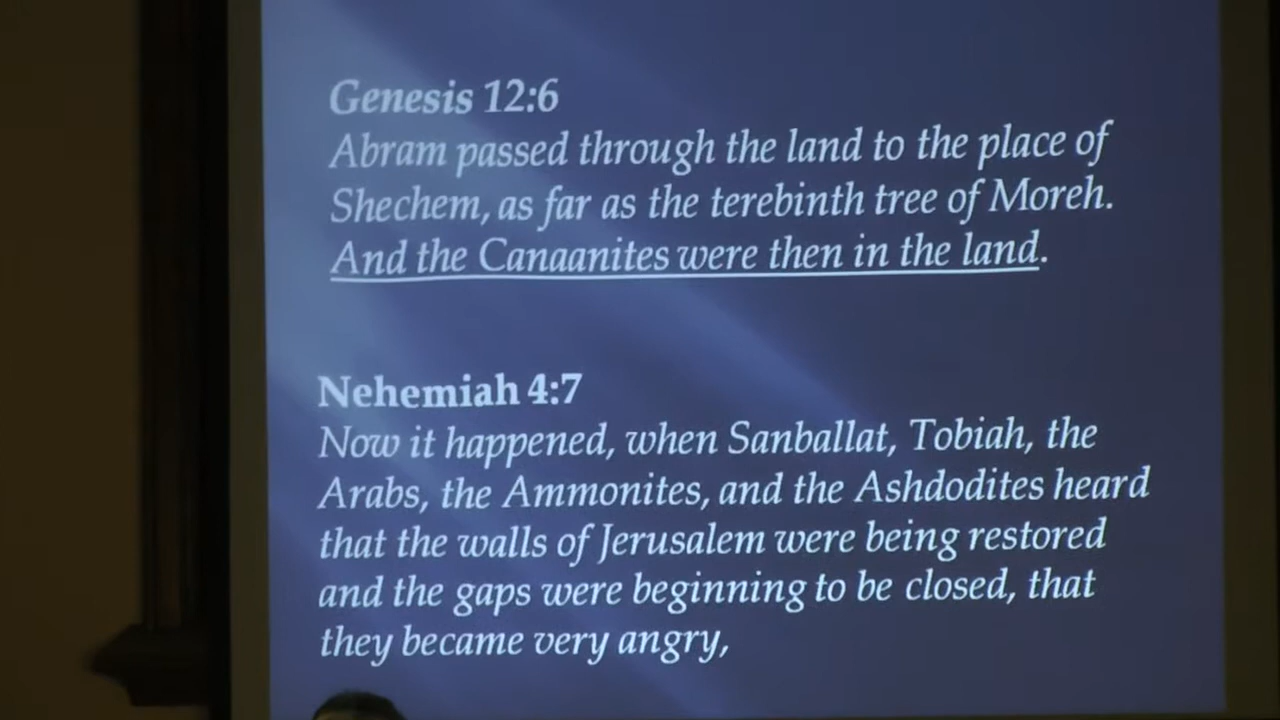 Genesis 12:6
Abram passed through the land to the place of
Shechem, as far as the terebinth tree of Moreh.
And the Canaanites were then in the land.
Nehemiah 4:7
Now it happened, when Sanballat, Tobiah, the
Arabs, the Ammonites, and the Ashdodites heard
that the walls of Jerusalem were being restored
and the gaps were beginning to be closed, that
they became very angry,